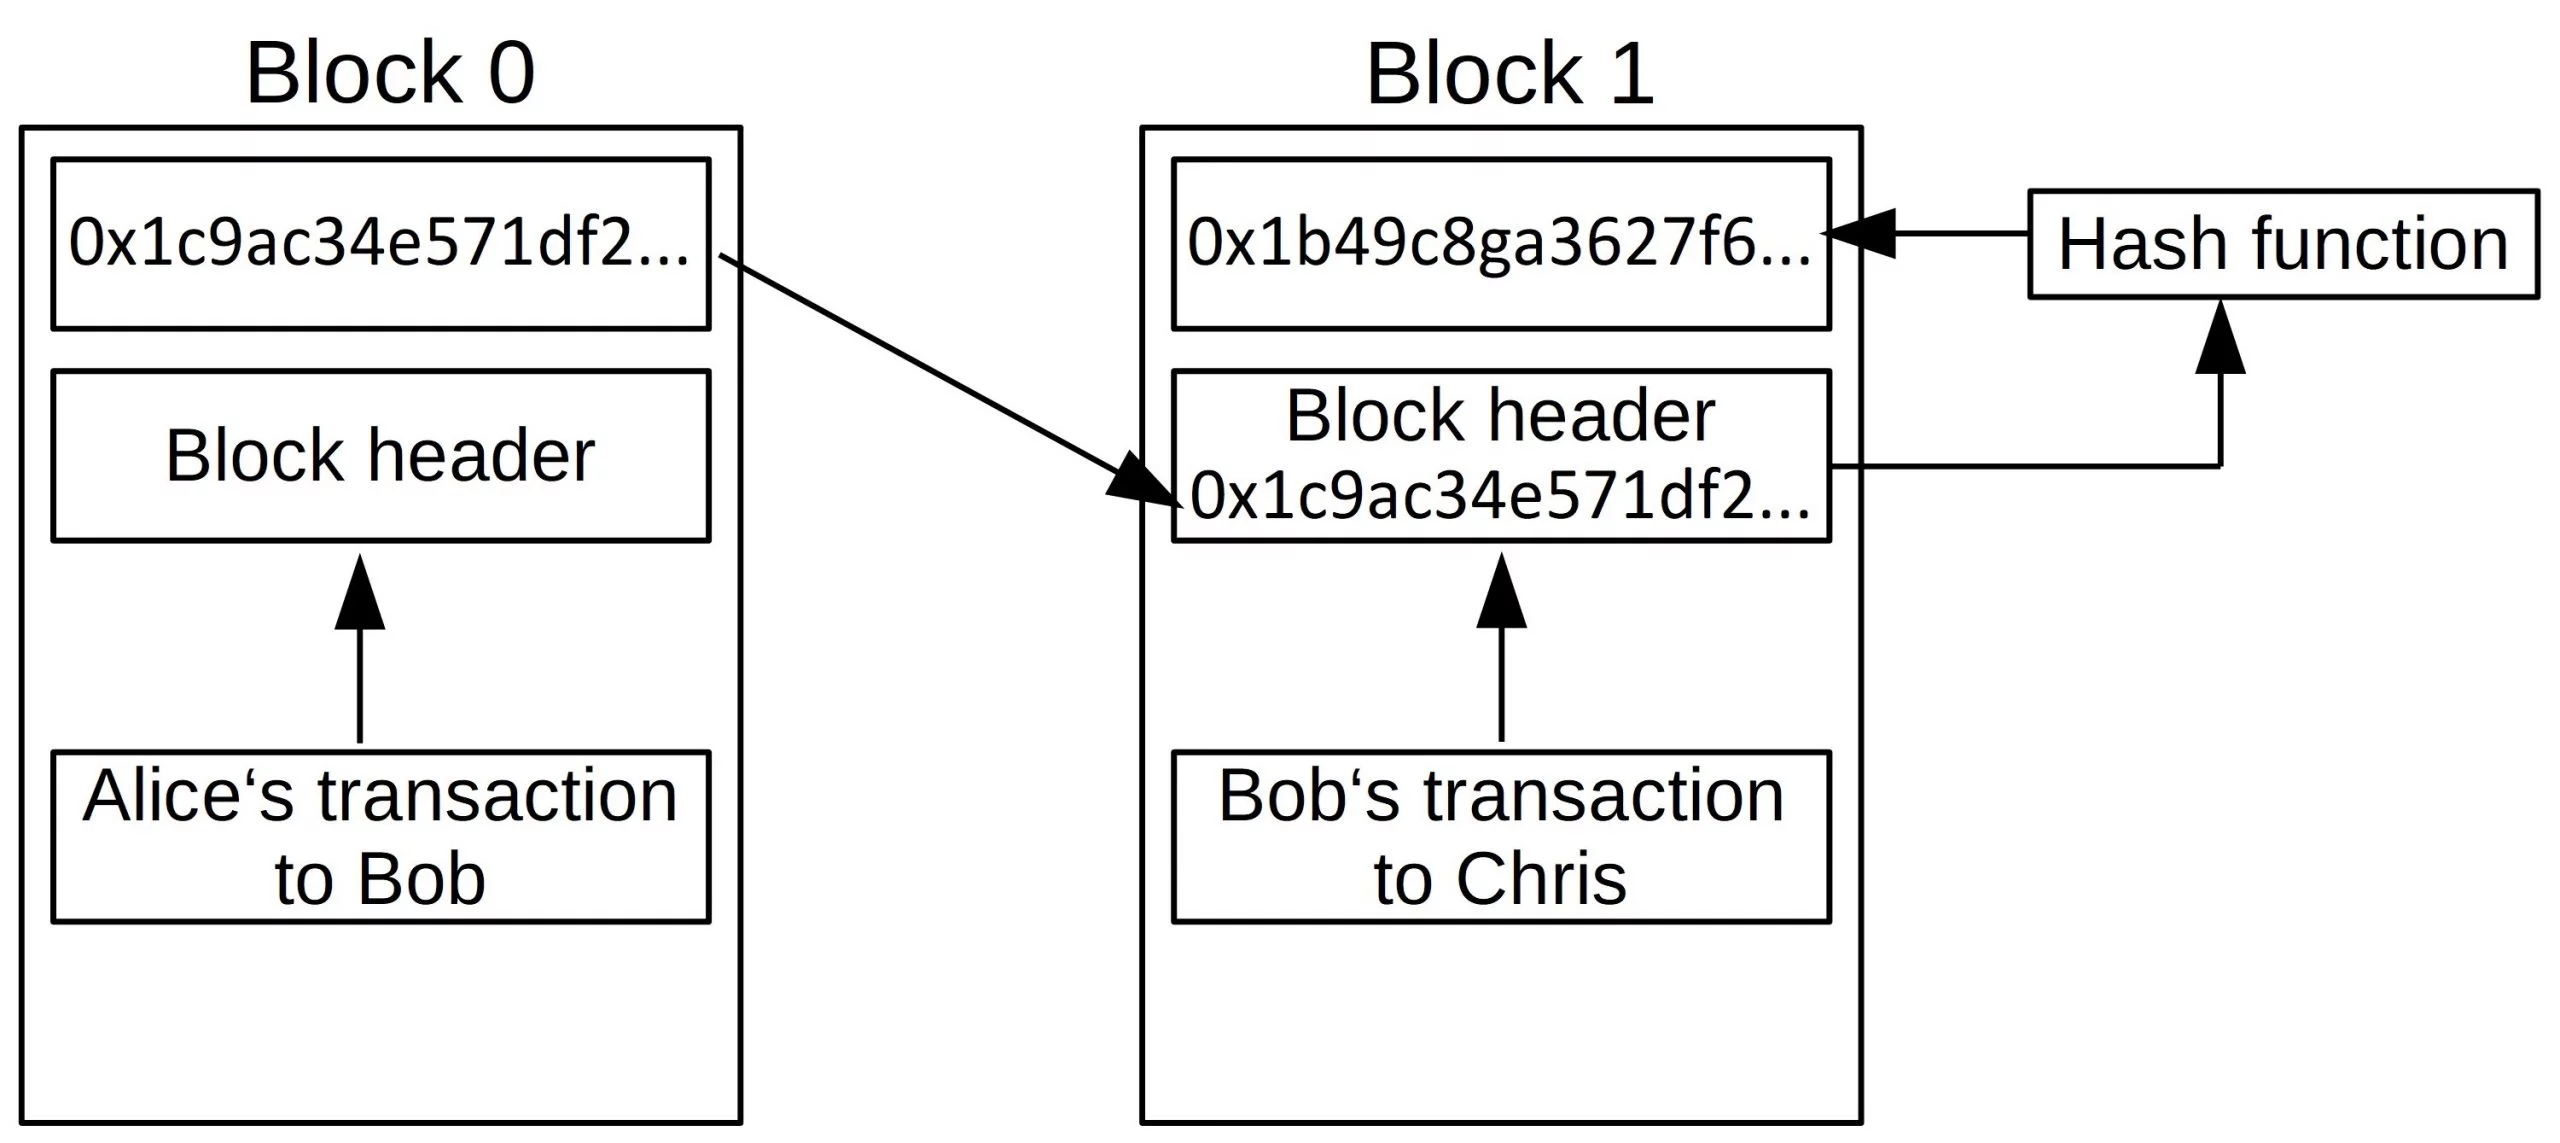 Block 0
0x1c9ac34e571df2...
Block header
Alice‘s transaction
to Bob
Block 1
0x1b49c8ga3627f6...
Block header
0x1c9ac34e571df2...
Bob‘s transaction
to Chris
Hash function